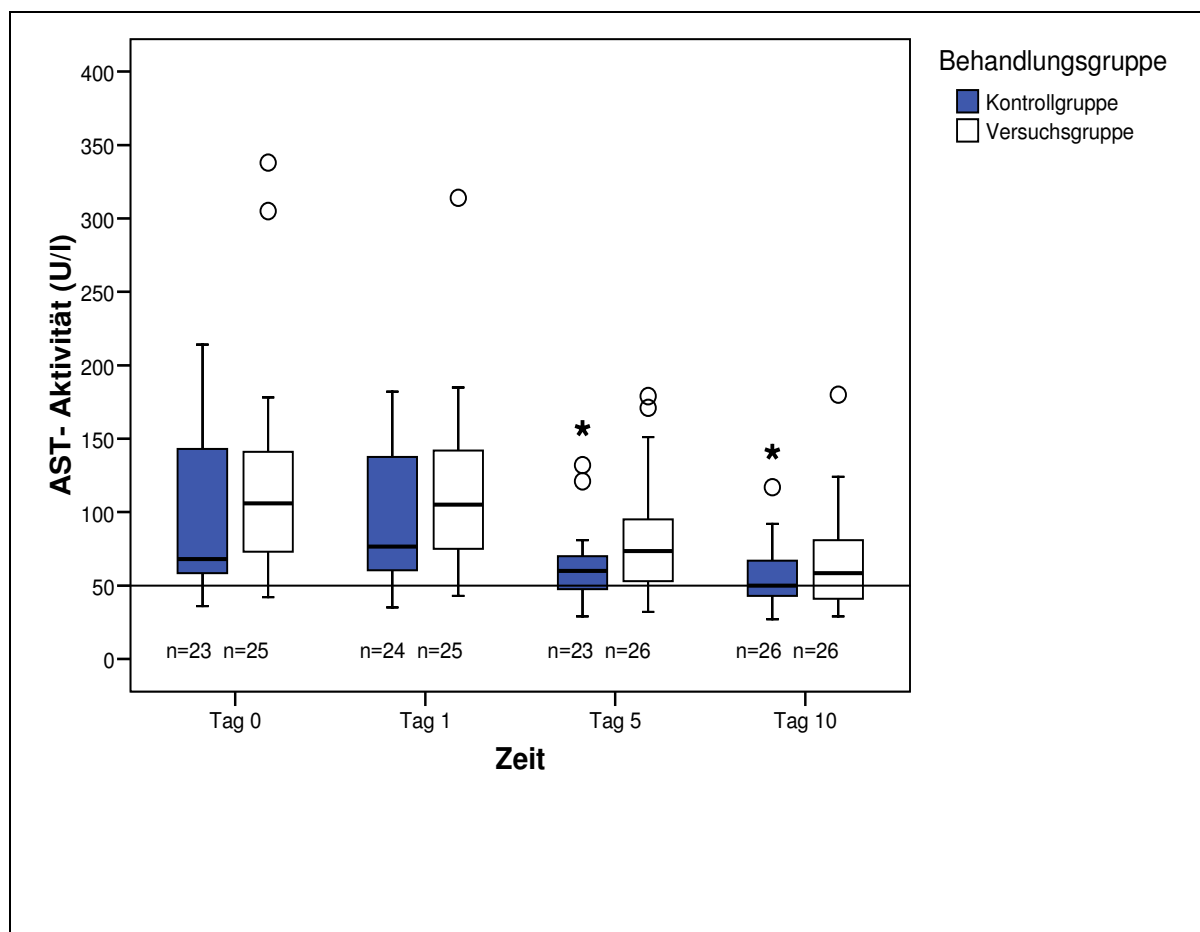 Behandlungsgruppe
Kontrollgruppe
Versuchsgruppe
AST- Aktivität (U/l)
400
350
300
250
200
150
100
50
0
n=23 n=25 n=24 n=25 n=23 n=26 n=26 n=26
Tag 0 Tag 1 Tag 5 Tag 10
Zeit